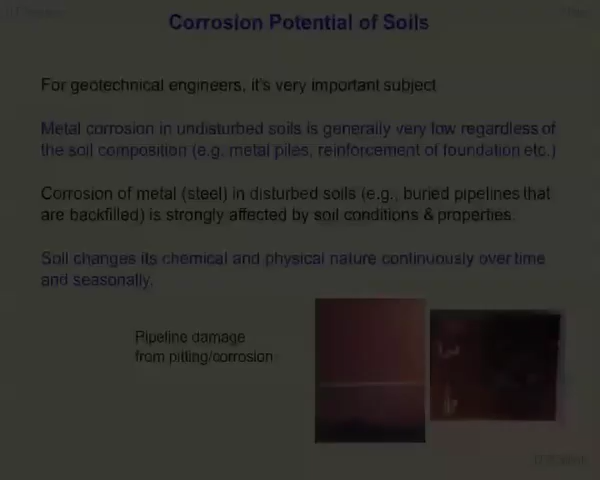 Corrosion Potential of Soils
For geotechnical engineers, it's very important subject
Metal corrosion in undisturbed soils is generally very low regardless of
the soil composition (e.g. metal piles, reinforcement of foundation etc.)
Corrosion of metal (steel) in disturbed soils (e.g., buried pipelines that
are backfilled) is strongly affected by soil conditions & properties.
Soil changes its chemical and physical nature continuously over time
and seasonally.
Pipeline damage
from pitting/corrosion